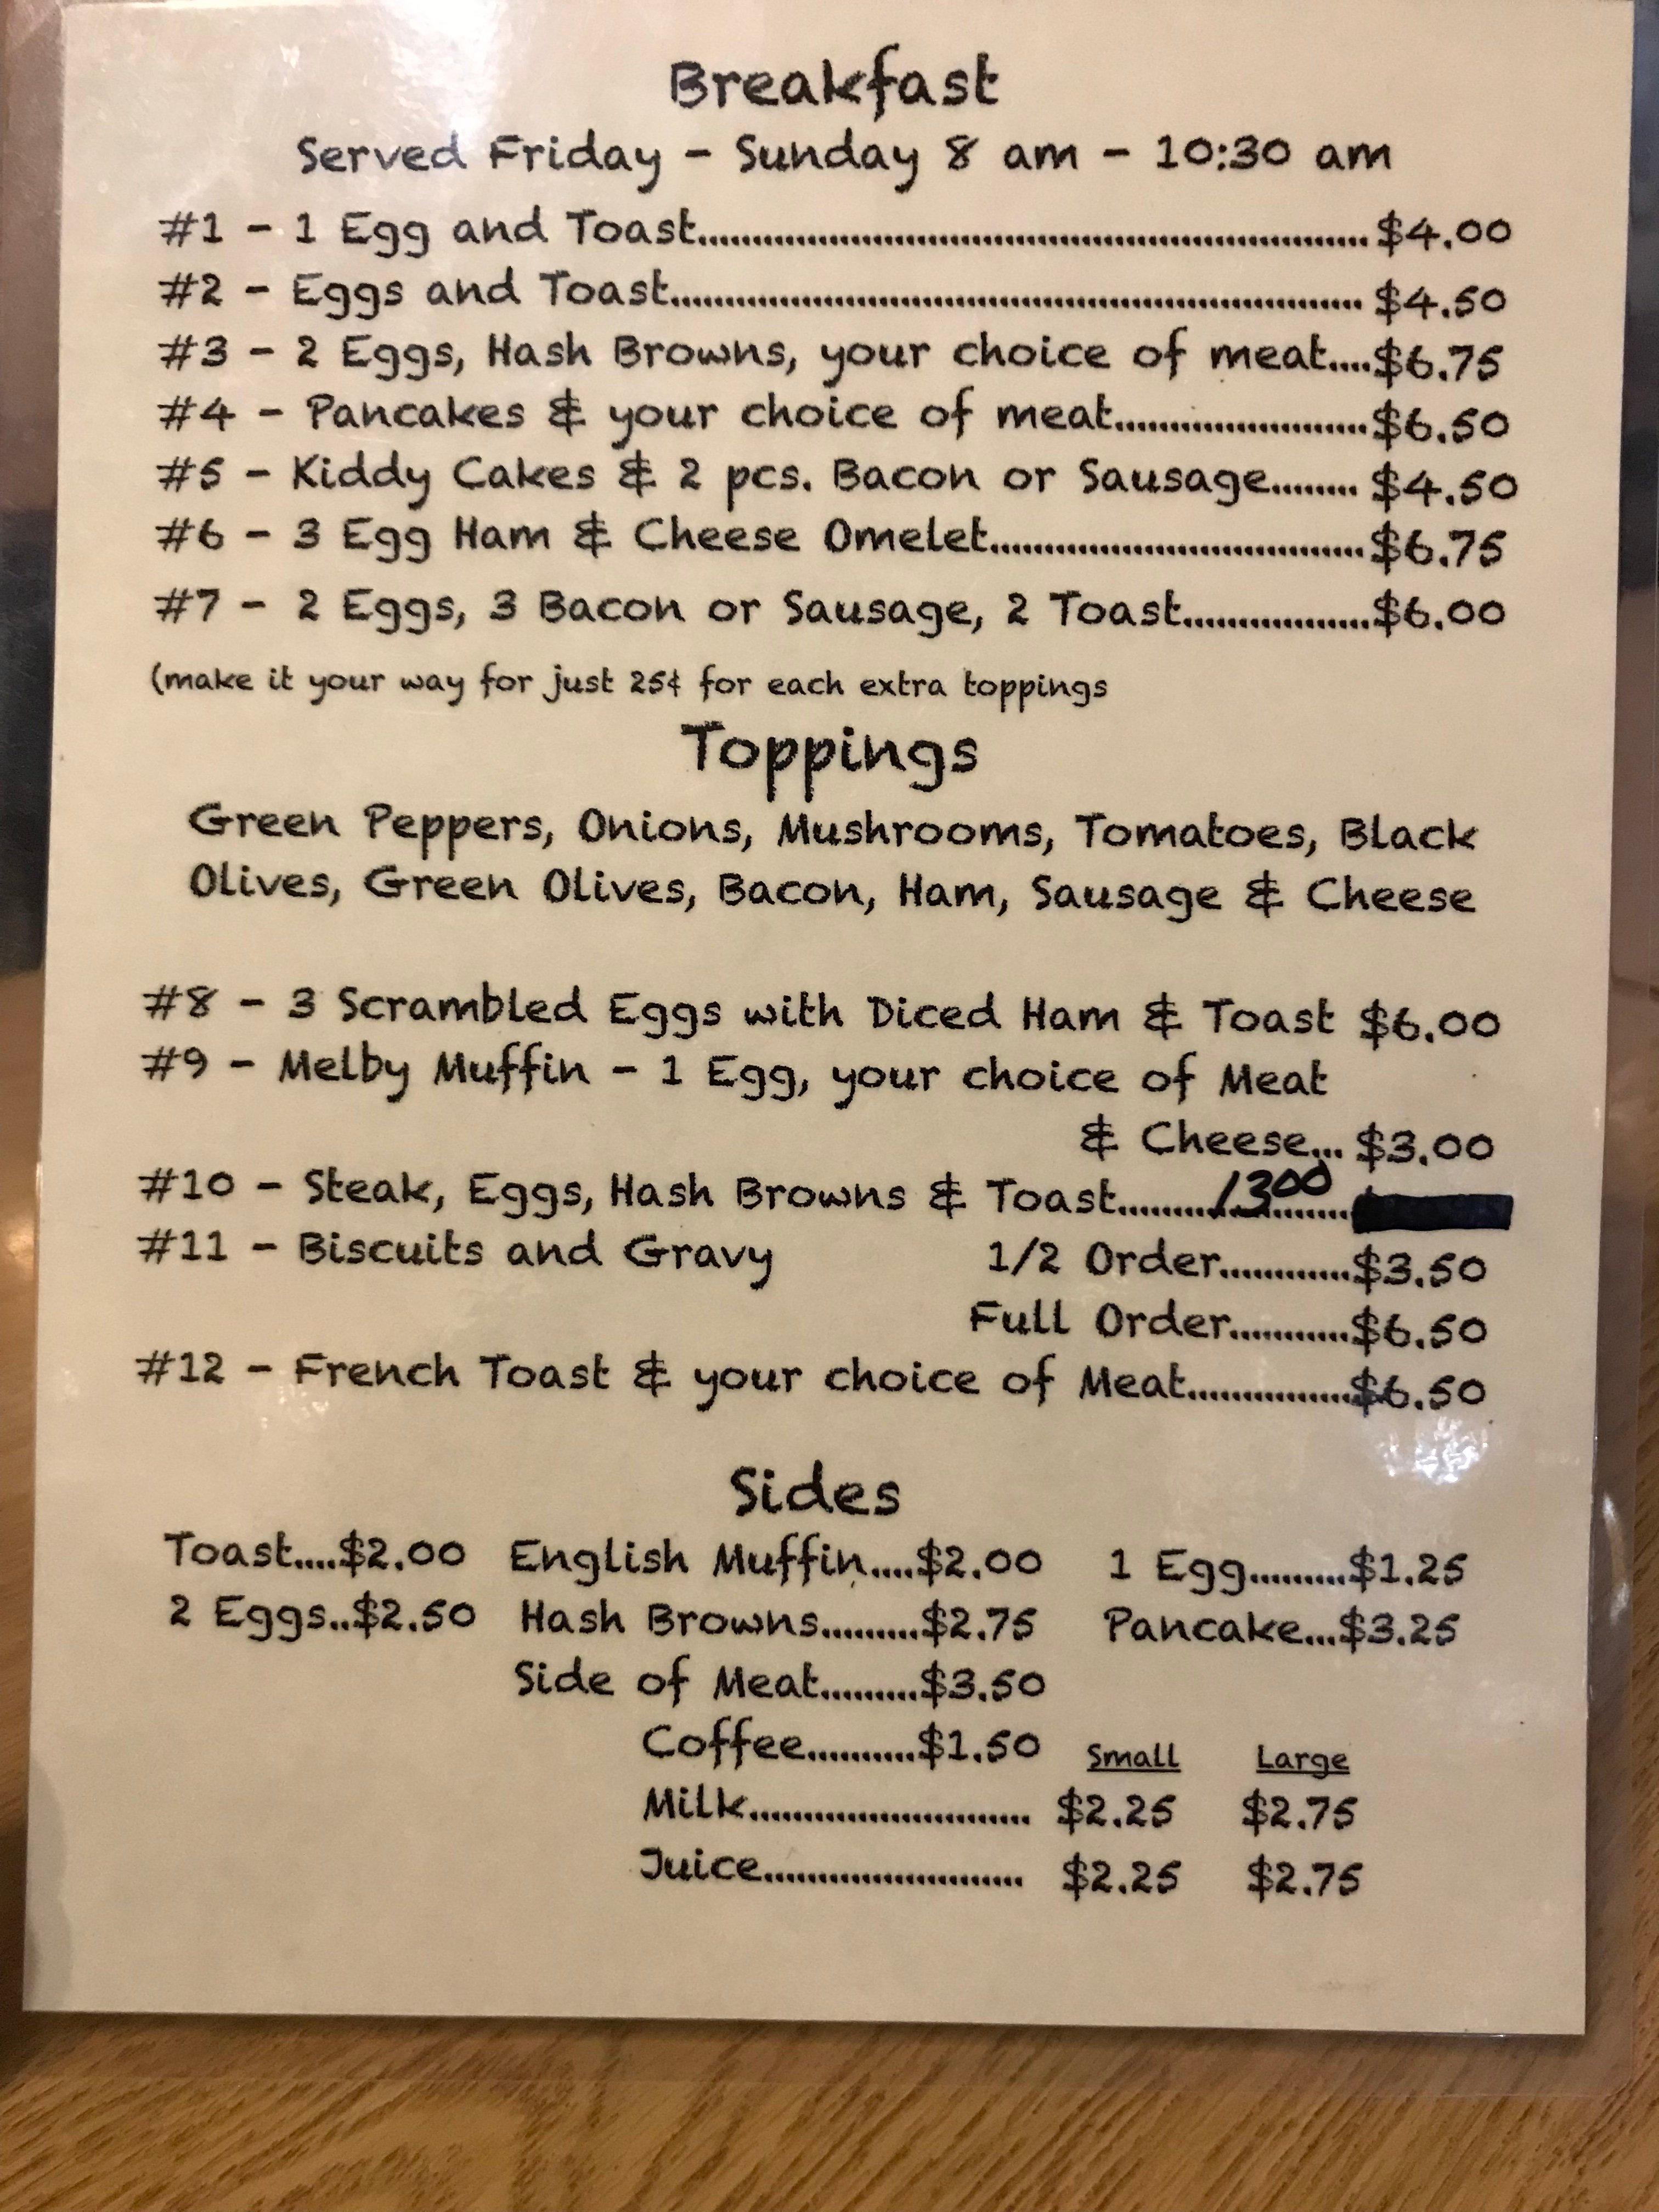 Breakfast
Served Friday - Sunday 8 am - 10:30 am
#1 - 1 Egg and Toast........................................................$4.00
#2 - Eggs and Toast........................................................ $4.50
#3 - 2 Eggs, Hash Browns, your choice of meat....$6.75
#4 - Pancakes & your choice of meat.......................$6.50
#5 - Kiddy Cakes & 2 pcs. Bacon or Sausage........ $4.50
#6 - 3 Egg Ham & Cheese Omelet..................................$6.75
#7 - 2 Eggs, 3 Bacon or Sausage, 2 Toast.................$6.00
(make it your way for just 25¢ for each extra toppings
Toppings
Green Peppers, Onions, Mushrooms, Tomatoes, Black
Olives, Green Olives, Bacon, Ham, Sausage & Cheese
#8 - 3 Scrambled Eggs with Diced Ham & Toast $6.00
#9 - Melby Muffin - 1 Egg, your choice of Meat
& Cheese... $3.00
#10 - Steak, Eggs, Hash Browns & Toast..................... 1300
#11 - Biscuits and Gravy 1/2 Order............$3.50
Full Order...........$6.50
#12 - French Toast & your choice of Meat...............$6.50
Sides
Toast....$2.00 English Muffin....$2.00 1 Egg.........$1.25
2 Eggs..$2.50 Hash Browns.........$2.75 Pancake...$3.25
Side of Meat.........$3.50
Coffee..........$1.50 Small Large
Milk.......................... $2.25 $2.75
Juice........................ $2.25 $2.75